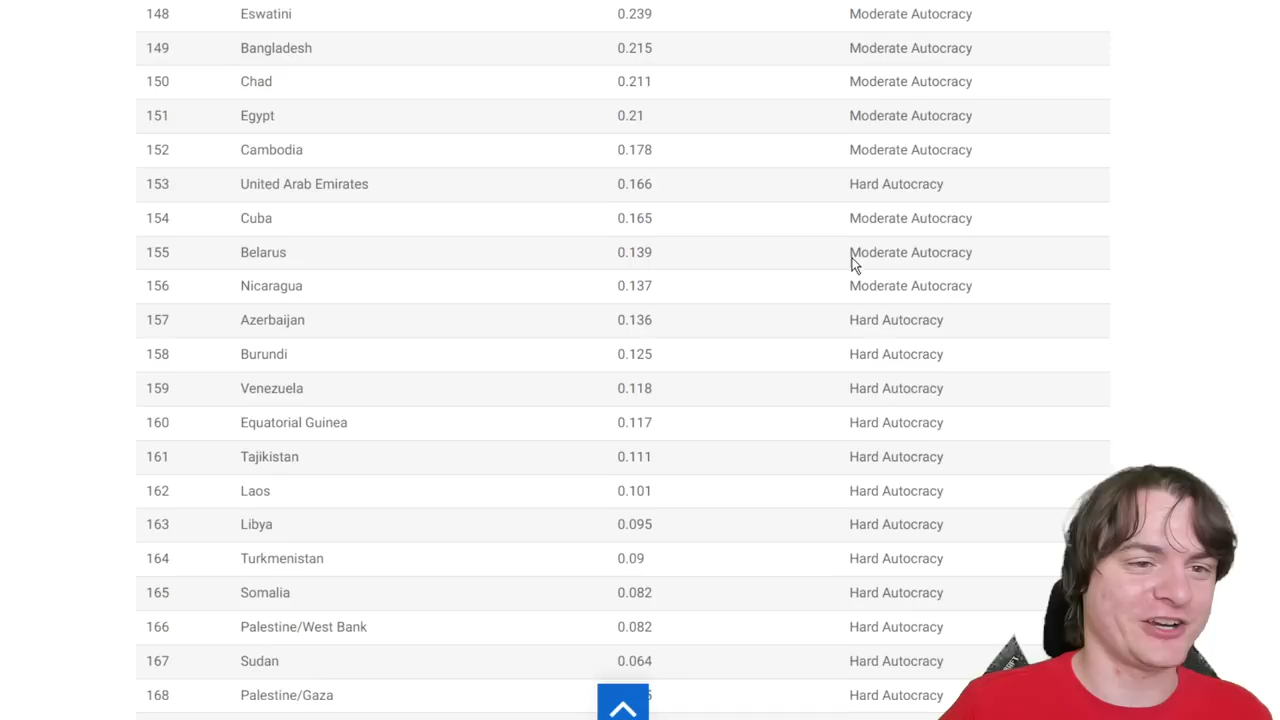 148 Eswatini 0.239 Moderate Autocracy
149 Bangladesh 0.215 Moderate Autocracy
150 Chad 0.211 Moderate Autocracy
151 Egypt 0.21 Moderate Autocracy
152 Cambodia 0.178 Moderate Autocracy
153 United Arab Emirates 0.166 Hard Autocracy
154 Cuba 0.165 Moderate Autocracy
155 Belarus 0.139 Moderate Autocracy
156 Nicaragua 0.137 Moderate Autocracy
157 Azerbaijan 0.136 Hard Autocracy
158 Burundi 0.125 Hard Autocracy
159 Venezuela 0.118 Hard Autocracy
160 Equatorial Guinea 0.117 Hard Autocracy
161 Tajikistan 0.111 Hard Autocracy
162 Laos 0.101 Hard Autocracy
163 Libya 0.095 Hard Autocracy
164 Turkmenistan 0.09 Hard Autocracy
165 Somalia 0.082 Hard Autocracy
166 Palestine/West Bank 0.082 Hard Autocracy
167 Sudan 0.064 Hard Autocracy
168 Palestine/Gaza Hard Autocracy